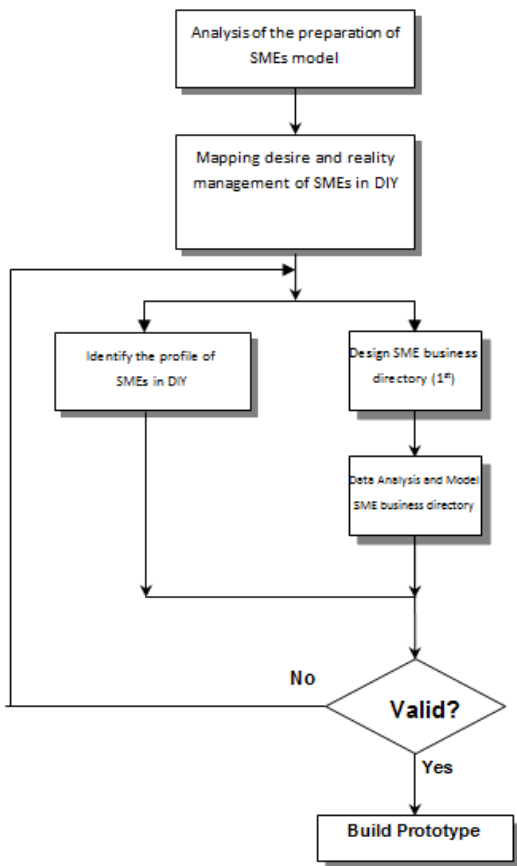 Analysis of the preparation of
SMEs model
Mapping desire and reality
management of SMEs in DIY
Identify the profile of
SMEs in DIY
Design SME business
directory (1st)
Data Analysis and Model
SME business directory
No
Valid?
Yes
Build Prototype